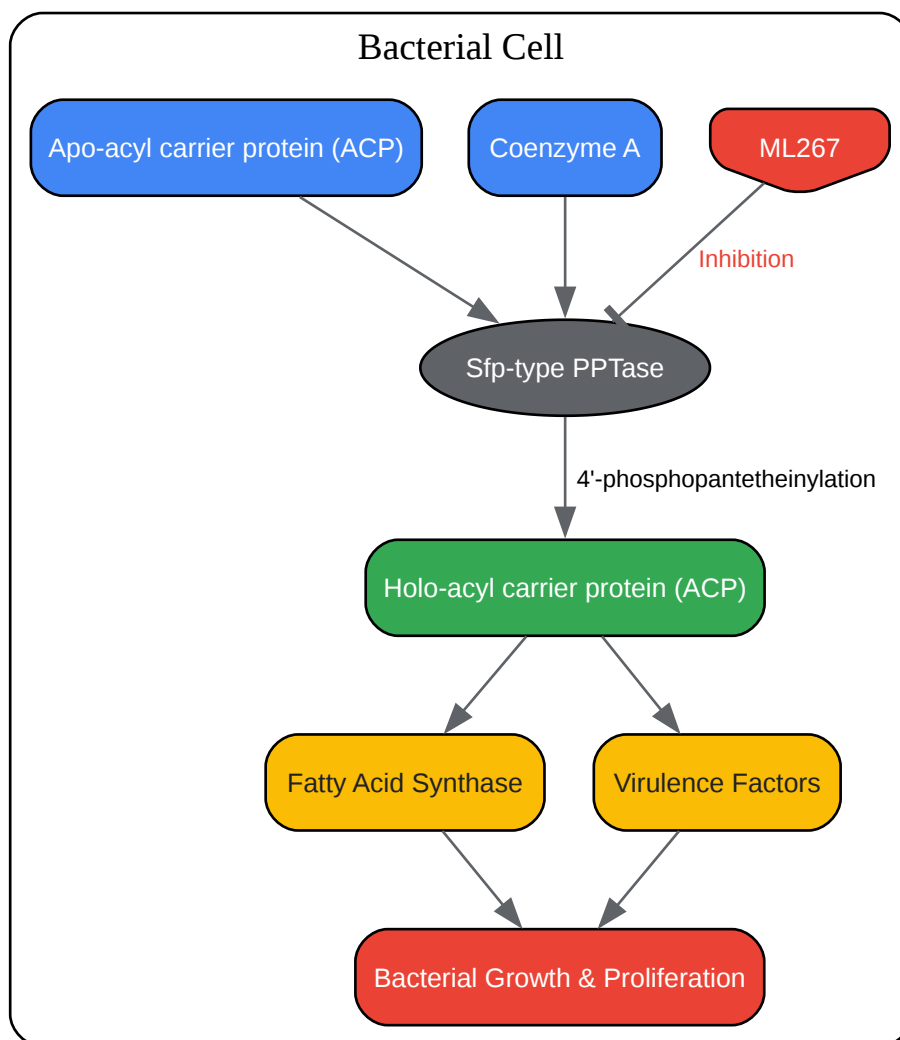 Bacterial Cell
Apo-acyl carrier protein (ACP)
Coenzyme A
ML267
Inhibition
Sfp-type PPTase
4'-phosphopantetheinylation
Holo-acyl carrier protein (ACP)
Fatty Acid Synthase
Virulence Factors
Bacterial Growth & Proliferation